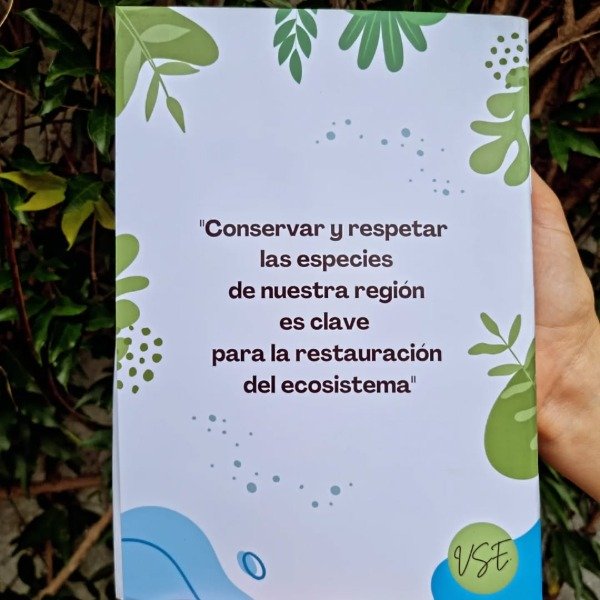 "Conservar y respetar
las especies
de nuestra región
es clave
para la restauración
del ecosistema"
VSE